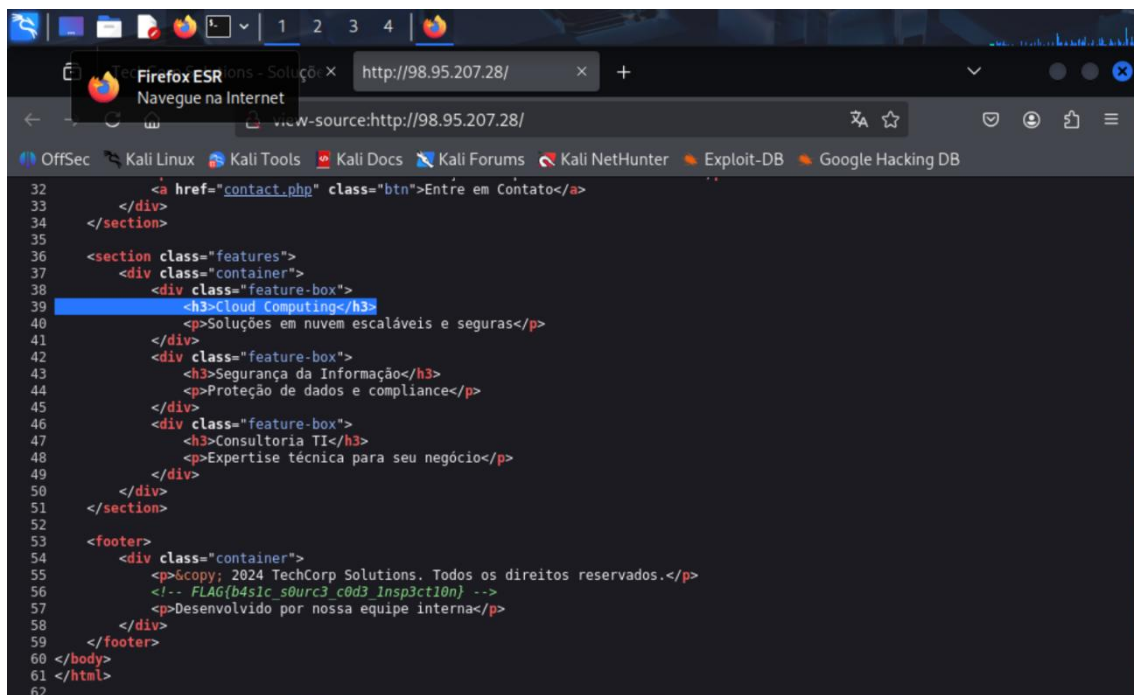 1 2 3 4
Firefox ESR
Navegue na Internet
http://98.95.207.28/
view-source:http://98.95.207.28/
OffSec Kali Linux Kali Tools Kali Docs Kali Forums Kali NetHunter Exploit-DB Google Hacking DB
32 <a href="contact.php" class="btn">Entre em Contato</a>
33 </div>
34 </section>
35
36 <section class="features">
37 <div class="container">
38 <div class="feature-box">
39 <h3>Cloud Computing</h3>
40 <p>Soluções em nuvem escaláveis e seguras</p>
41 </div>
42 <div class="feature-box">
43 <h3>Segurança da Informação</h3>
44 <p>Proteção de dados e compliance</p>
45 </div>
46 <div class="feature-box">
47 <h3>Consultoria TI</h3>
48 <p>Expertise técnica para seu negócio</p>
49 </div>
50 </div>
51 </section>
52
53 <footer>
54 <div class="container">
55 <p>&copy; 2024 TechCorp Solutions. Todos os direitos reservados.</p>
56 <!-- FLAG{b4s1c_s0urc3_c0d3_1nsp3ct10n} -->
57 <p>Desenvolvido por nossa equipe interna</p>
58 </div>
59 </footer>
60 </body>
61 </html>
62